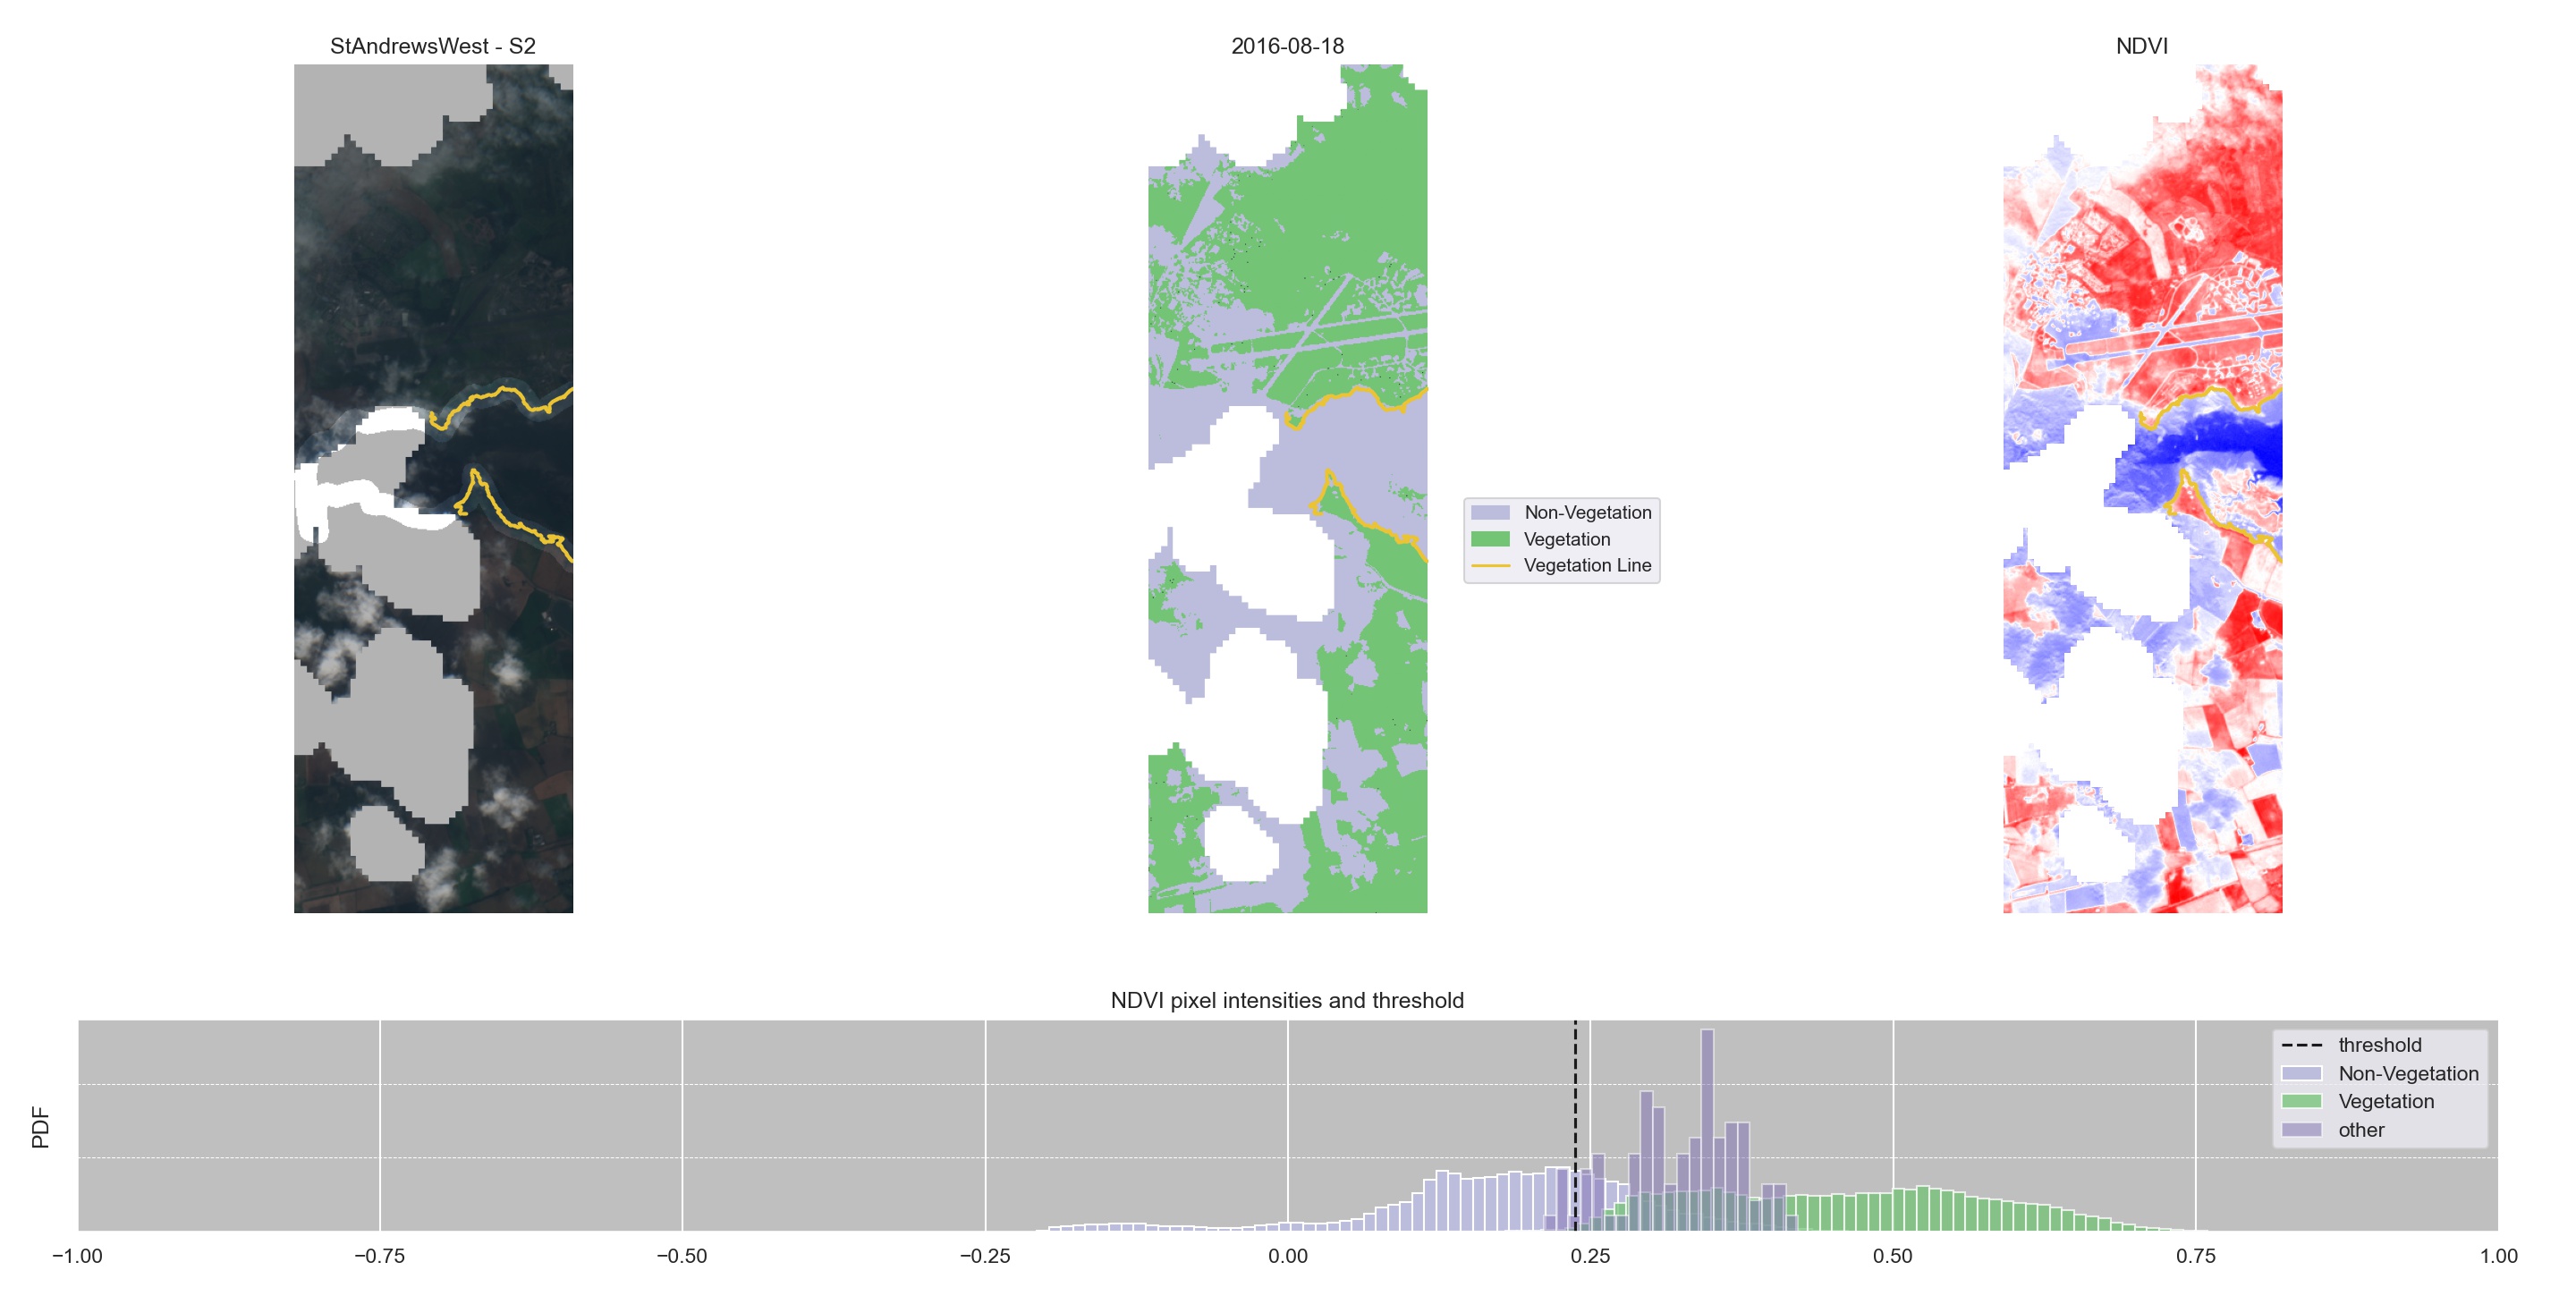 StAndrewsWest - S2
2016-08-18
NDVI
Non-Vegetation
Vegetation
Vegetation Line
NDVI pixel intensities and threshold
PDF
threshold
Non-Vegetation
Vegetation
other
−1.00
−0.75
−0.50
−0.25
0.00
0.25
0.50
0.75
1.00